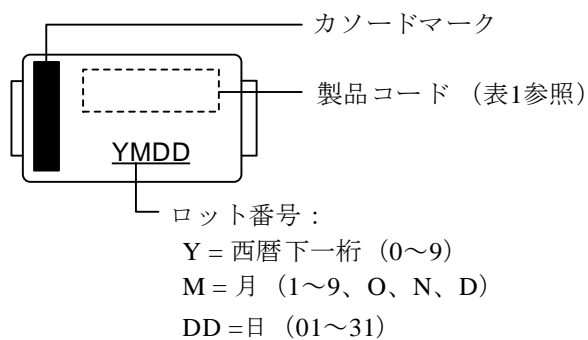 カソードマーク
製品コード （表1参照）
YMDD
ロット番号：
Y = 西暦下一桁（0～9）
M = 月（1～9、O、N、D）
DD =日（01～31）